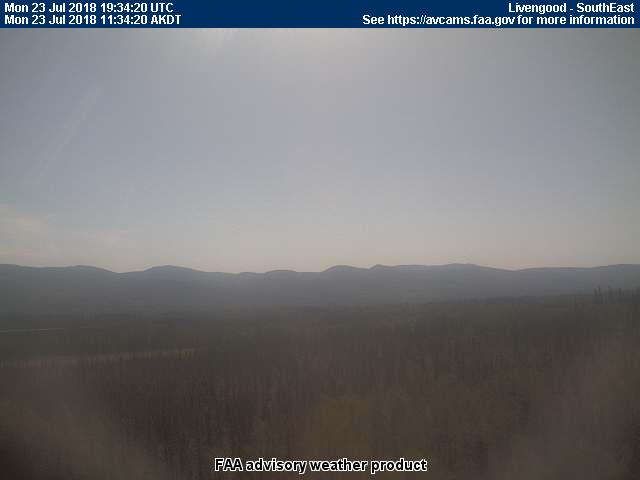 Mon 23 Jul 2018 19:34:20 UTC Livengood - SouthEast
Mon 23 Jul 2018 11:34:20 AKDT See https://avcams.faa.gov for more information
FAA advisory weather product